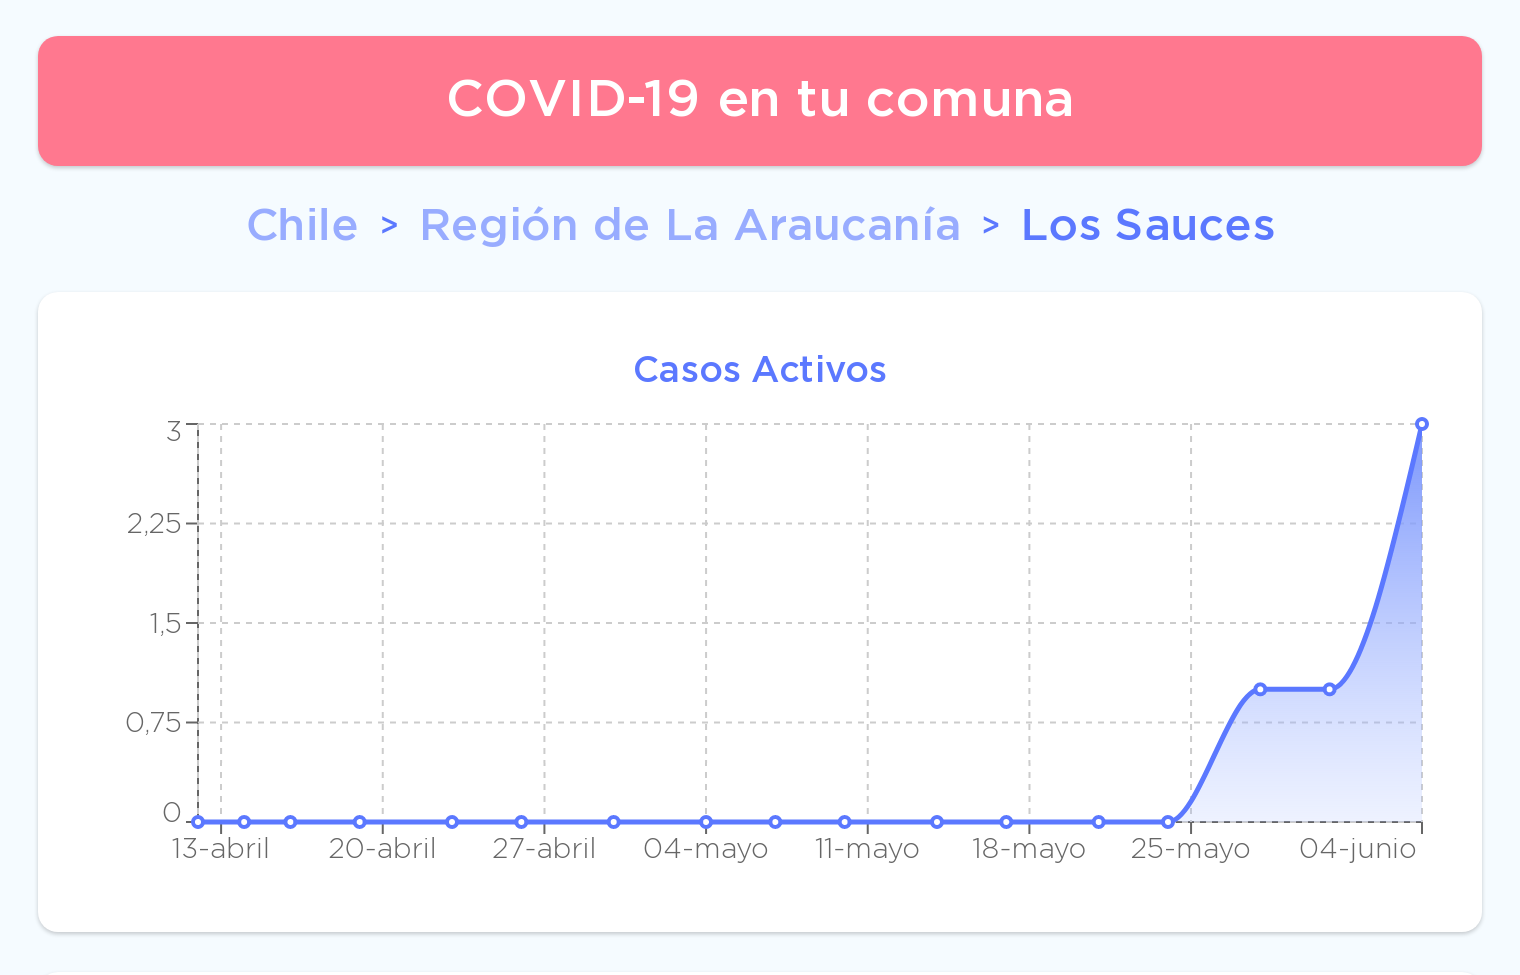 COVID-19 en tu comuna
Chile > Región de La Araucanía > Los Sauces
Casos Activos
3
2,25
1,5
0,75
0
13-abril 20-abril 27-abril 04-mayo 11-mayo 18-mayo 25-mayo 04-junio